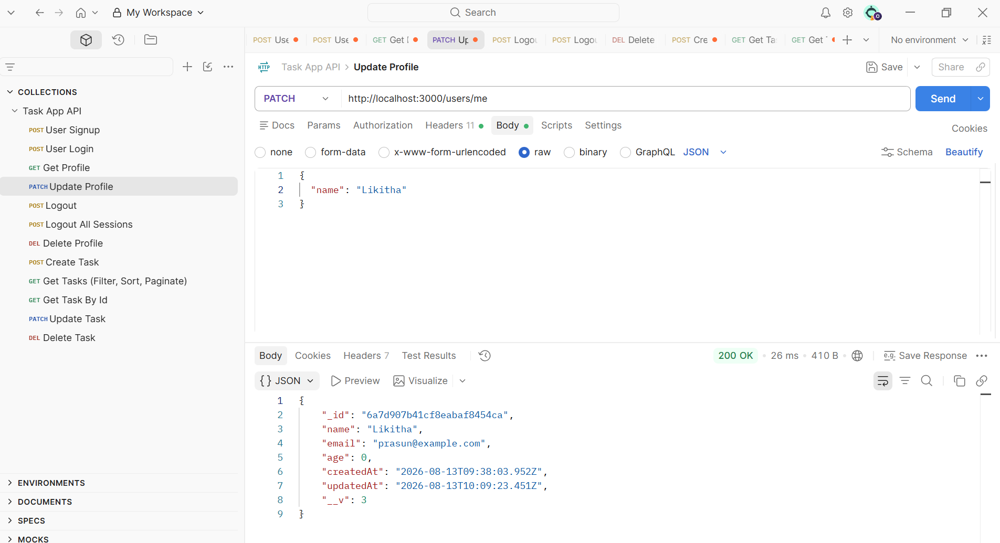 My Workspace
Search
POST Use
POST Use
GET Get
PATCH Up
POST Logou
POST Logou
DEL Delete
POST Cre
GET Get Ta
GET Get
No environment
HTTP Task App API > Update Profile
Save
Share
COLLECTIONS
Task App API
POST User Signup
POST User Login
GET Get Profile
PATCH Update Profile
POST Logout
POST Logout All Sessions
DEL Delete Profile
POST Create Task
GET Get Tasks (Filter, Sort, Paginate)
GET Get Task By Id
PATCH Update Task
DEL Delete Task
ENVIRONMENTS
DOCUMENTS
SPECS
MOCKS
PATCH http://localhost:3000/users/me
Send
Docs Params Authorization Headers 11 Body Scripts Settings
Cookies
none form-data x-www-form-urlencoded raw binary GraphQL JSON
Schema Beautify
1 {
2 "name": "Likitha"
3 }
Body Cookies Headers 7 Test Results
200 OK • 26 ms • 410 B •
e.g. Save Response
{} JSON Preview Visualize
1 {
2 "_id": "6a7d907b41cf8eabaf8454ca",
3 "name": "Likitha",
4 "email": "prasun@example.com",
5 "age": 0,
6 "createdAt": "2026-08-13T09:38:03.952Z",
7 "updatedAt": "2026-08-13T10:09:23.451Z",
8 "__v": 3
9 }